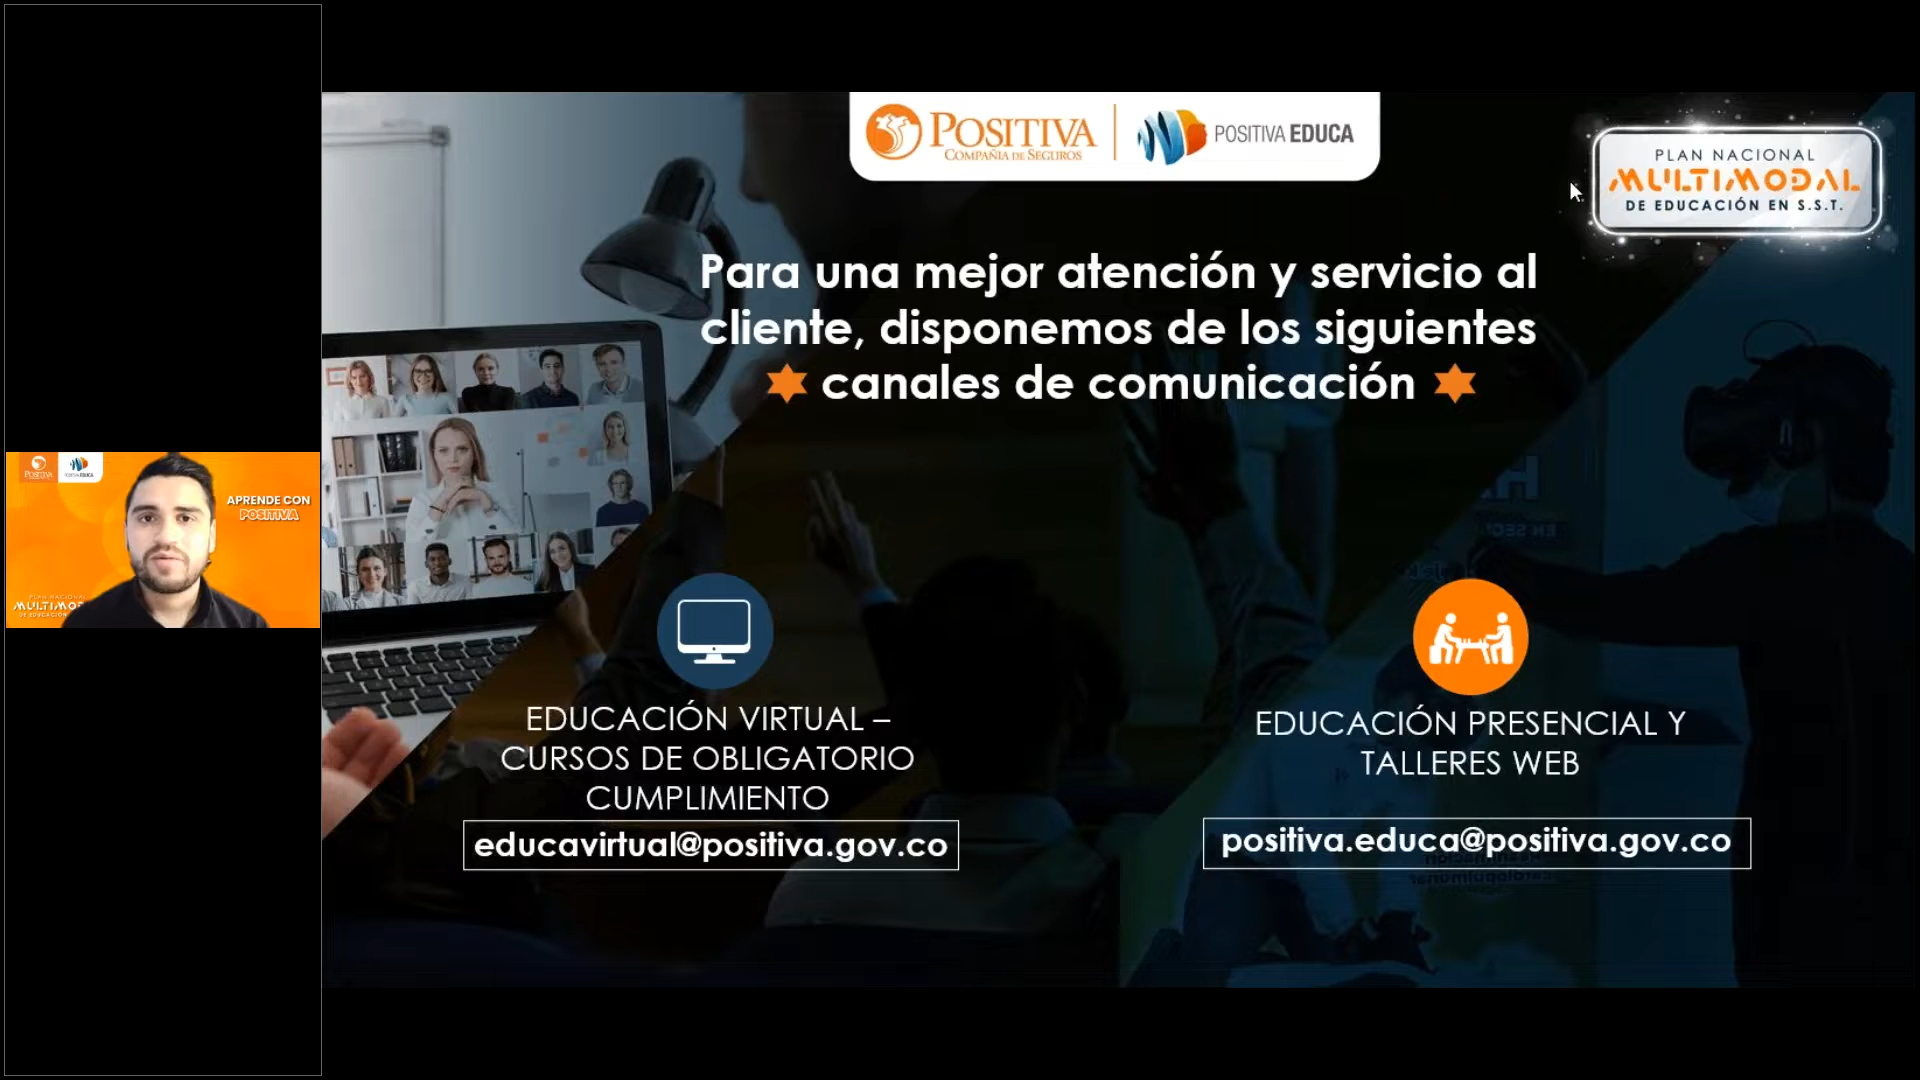 POSITIVA
COMPAÑIA DE SEGUROS
POSITIVA EDUCA
PLAN NACIONAL
MULTIMODAL
DE EDUCACIÓN EN S.S.T.
Para una mejor atención y servicio al
cliente, disponemos de los siguientes
canales de comunicación
APRENDE CON
POSITIVA
EDUCACIÓN VIRTUAL –
CURSOS DE OBLIGATORIO
CUMPLIMIENTO
educavirtual@positiva.gov.co
EDUCACIÓN PRESENCIAL Y
TALLERES WEB
positiva.educa@positiva.gov.co